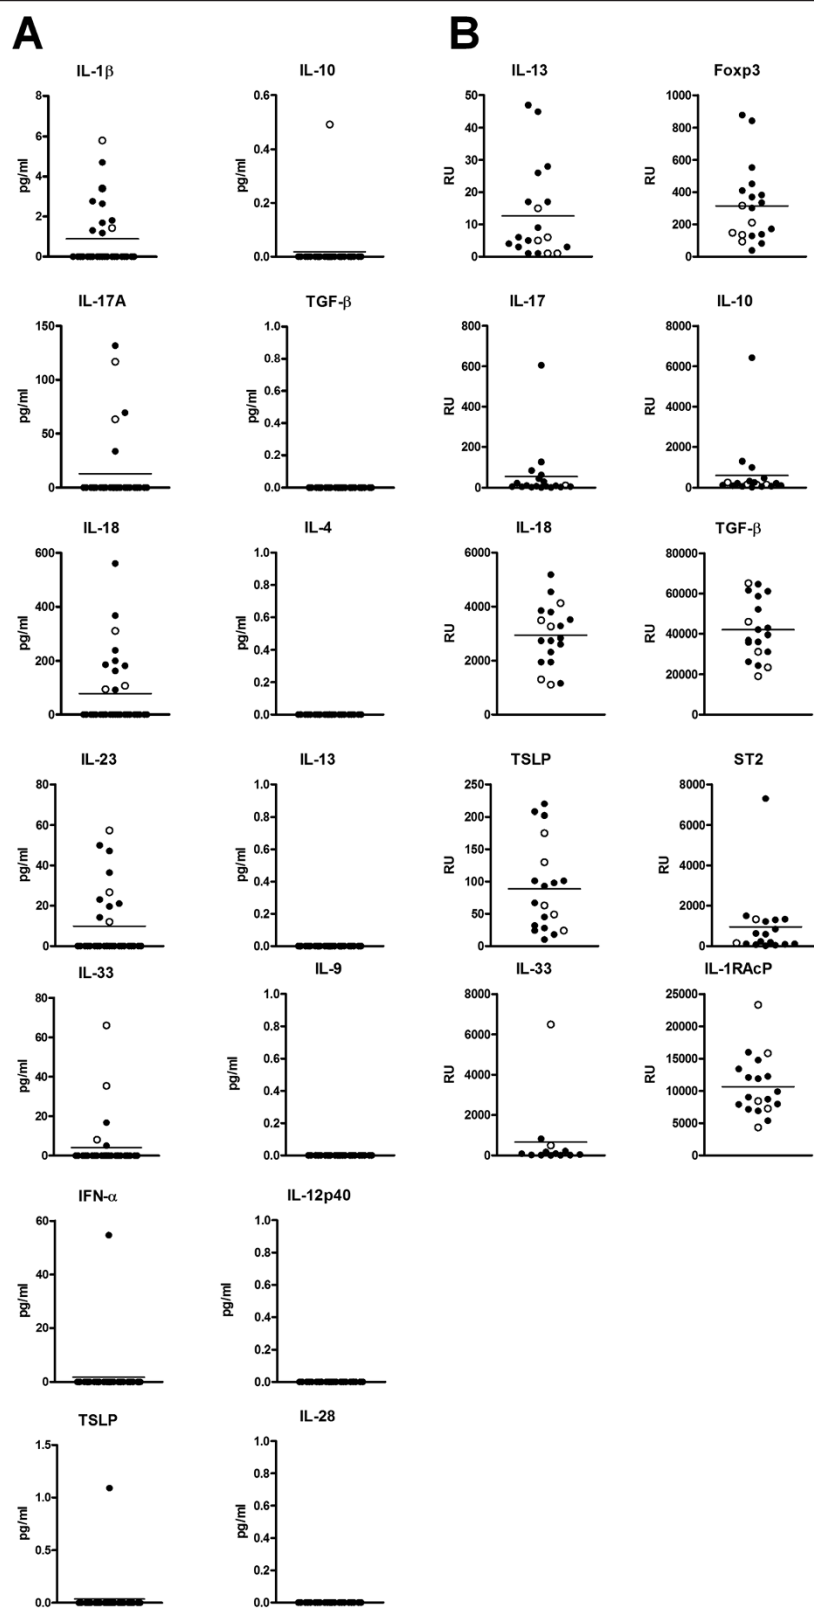 A
B
IL-1β
8
6
4
2
0
pg/ml
IL-10
0.6
0.4
0.2
0.0
pg/ml
IL-13
50
40
30
20
10
0
RU
Foxp3
1000
800
600
400
200
0
RU
IL-17A
150
100
50
0
pg/ml
TGF-β
1.0
0.8
0.6
0.4
0.2
0.0
pg/ml
IL-17
800
600
400
200
0
RU
IL-10
8000
6000
4000
2000
0
RU
IL-18
600
400
200
0
pg/ml
IL-4
1.0
0.8
0.6
0.4
0.2
0.0
pg/ml
IL-18
6000
4000
2000
0
RU
TGF-β
80000
60000
40000
20000
0
RU
IL-23
80
60
40
20
0
pg/ml
IL-13
1.0
0.8
0.6
0.4
0.2
0.0
pg/ml
TSLP
250
200
150
100
50
0
RU
ST2
8000
6000
4000
2000
0
RU
IL-33
80
60
40
20
0
pg/ml
IL-9
1.0
0.8
0.6
0.4
0.2
0.0
pg/ml
IL-33
8000
6000
4000
2000
0
RU
IL-1RAcP
25000
20000
15000
10000
5000
0
RU
IFN-α
60
40
20
0
pg/ml
IL-12p40
1.0
0.8
0.6
0.4
0.2
0.0
pg/ml
TSLP
1.5
1.0
0.5
0.0
pg/ml
IL-28
1.0
0.8
0.6
0.4
0.2
0.0
pg/ml